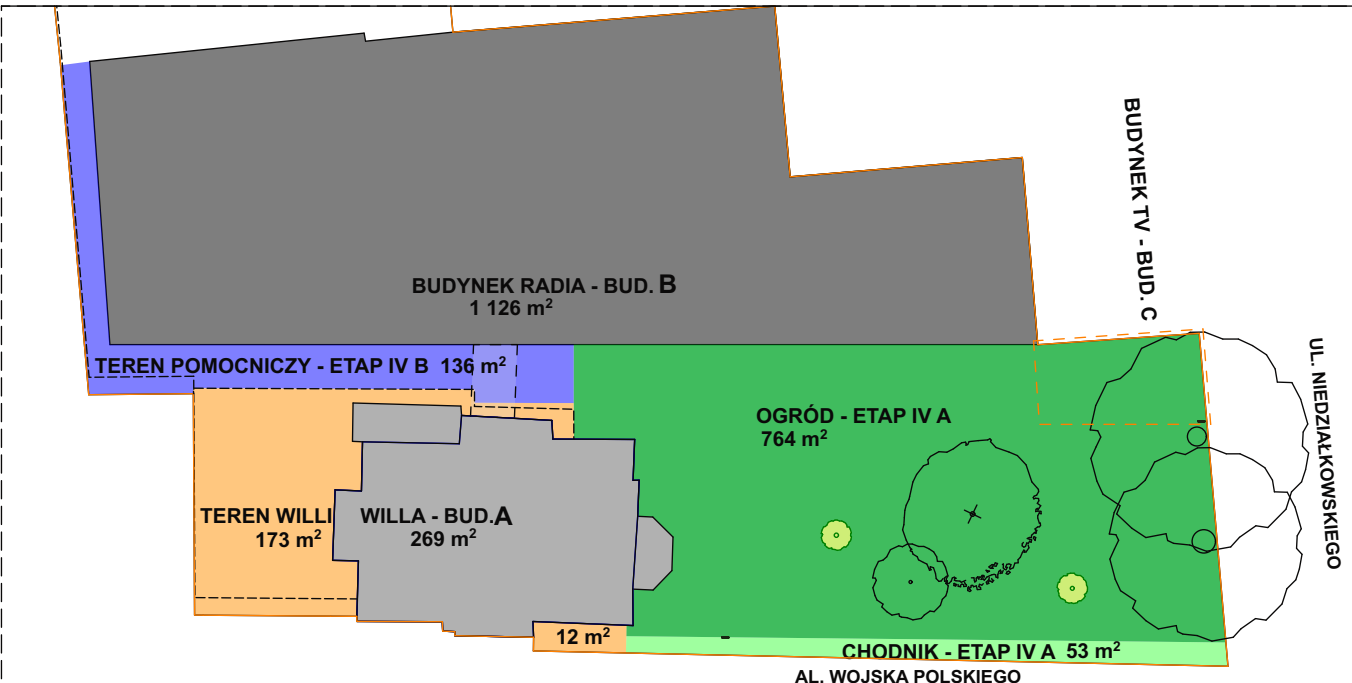 BUDYNEK TV - BUD. C
BUDYNEK RADIA - BUD. B
1 126 m²
UL. NIEDZIAŁKOWSKIEGO
TEREN POMOCNICZY - ETAP IV B 136 m²
OGRÓD - ETAP IV A
764 m²
TEREN WILLI
173 m²
WILLA - BUD.A
269 m²
12 m²
CHODNIK - ETAP IV A 53 m²
AL. WOJSKA POLSKIEGO